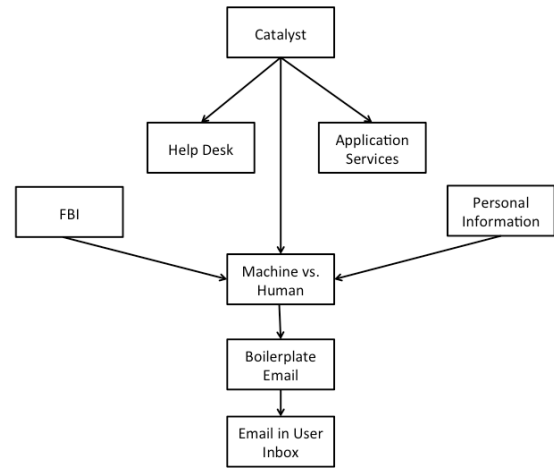 Catalyst
Help Desk
Application
Services
FBI
Personal
Information
Machine vs.
Human
Boilerplate
Email
Email in User
Inbox